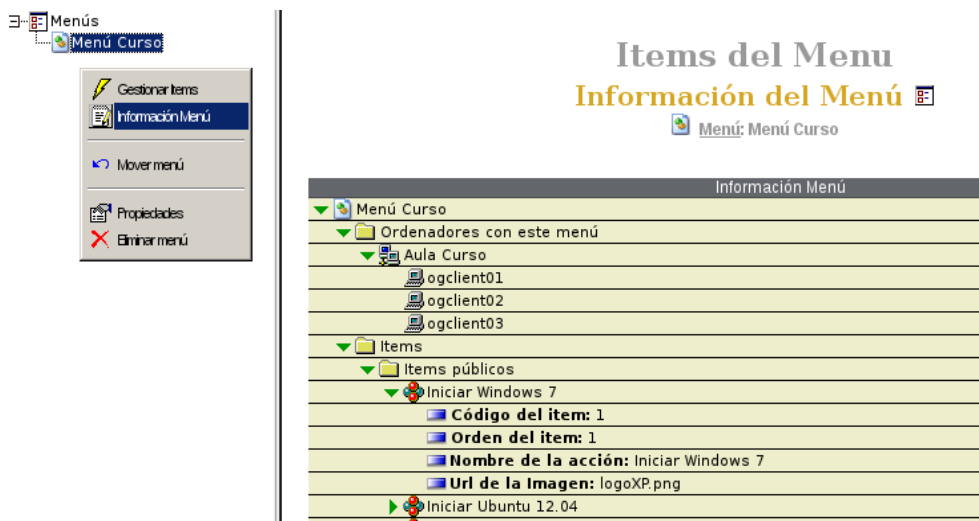 Menús
Menú Curso
Gestionar Items
Información Menú
Mover menú
Propiedades
Eliminar menú
Items del Menu
Información del Menú
Menú: Menú Curso
Información Menú
Menú Curso
Ordenadores con este menú
Aula Curso
ogclient01
ogclient02
ogclient03
Items
Items públicos
Iniciar Windows 7
Código del item: 1
Orden del item: 1
Nombre de la acción: Iniciar Windows 7
Url de la Imagen: logoXP.png
Iniciar Ubuntu 12.04